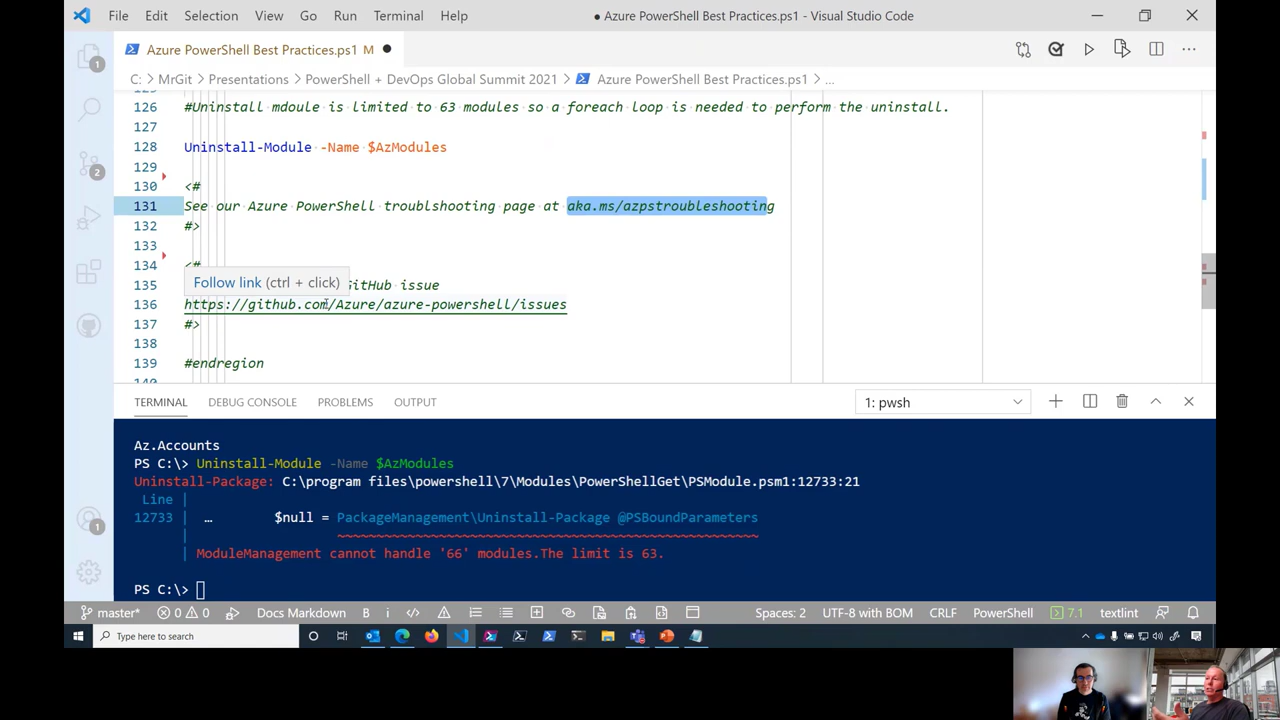 File Edit Selection View Go Run Terminal Help
● Azure PowerShell Best Practices.ps1 - Visual Studio Code
Azure PowerShell Best Practices.ps1 M ●
C: > MrGit > Presentations > PowerShell + DevOps Global Summit 2021 > Azure PowerShell Best Practices.ps1 > ...
126 #Uninstall mdoule is limited to 63 modules so a foreach loop is needed to perform the uninstall.
127
128 Uninstall-Module -Name $AzModules
129
130 <#
131 See our Azure PowerShell troublshooting page at aka.ms/azpstroubleshooting
132 #>
133
134 <#
Follow link (ctrl + click)
135 GitHub issue
136 https://github.com/Azure/azure-powershell/issues
137 #>
138
139 #endregion
140
TERMINAL DEBUG CONSOLE PROBLEMS OUTPUT
1: pwsh
Az.Accounts
PS C:\> Uninstall-Module -Name $AzModules
Uninstall-Package: C:\program files\powershell\7\Modules\PowerShellGet\PSModule.psm1:12733:21
Line |
12733 | … $null = PackageManagement\Uninstall-Package @PSBoundParameters
| ~~~~~~~~~~~~~~~~~~~~~~~~~~~~~~~~~~~~~~~~~~~~~~~~~~~~~
| ModuleManagement cannot handle '66' modules.The limit is 63.
PS C:\>
master* 0 0 Docs Markdown B i Spaces: 2 UTF-8 with BOM CRLF PowerShell 7.1 textlint
Type here to search